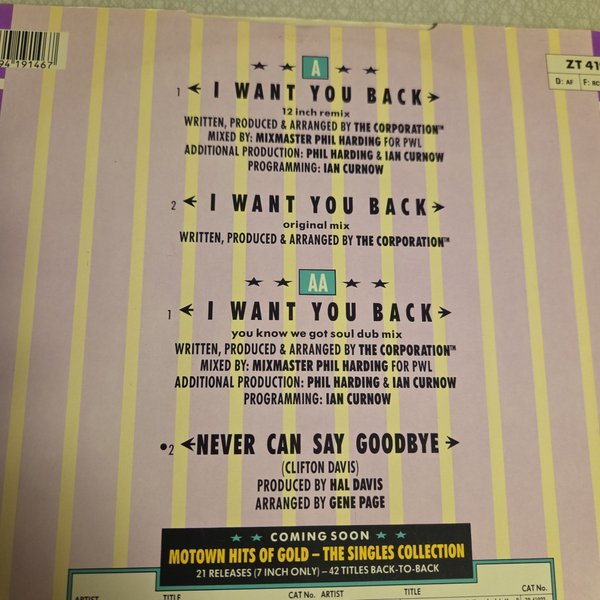 94 191467
ZT 419
D: AF F: RC
★ ★ A ★ ★
1 I WANT YOU BACK
12 inch remix
WRITTEN, PRODUCED & ARRANGED BY THE CORPORATION™
MIXED BY: MIXMASTER PHIL HARDING FOR PWL
ADDITIONAL PRODUCTION: PHIL HARDING & IAN CURNOW
PROGRAMMING: IAN CURNOW
2 I WANT YOU BACK
original mix
WRITTEN, PRODUCED & ARRANGED BY THE CORPORATION™
★ ★ AA ★ ★
1 I WANT YOU BACK
you know we got soul dub mix
WRITTEN, PRODUCED & ARRANGED BY THE CORPORATION™
MIXED BY: MIXMASTER PHIL HARDING FOR PWL
ADDITIONAL PRODUCTION: PHIL HARDING & IAN CURNOW
PROGRAMMING: IAN CURNOW
•2 NEVER CAN SAY GOODBYE
(CLIFTON DAVIS)
PRODUCED BY HAL DAVIS
ARRANGED BY GENE PAGE
★ ★ COMING SOON ★ ★
MOTOWN HITS OF GOLD – THE SINGLES COLLECTION
21 RELEASES (7 INCH ONLY) – 42 TITLES BACK-TO-BACK
ARTIST TITLE CAT No. ARTIST TITLE CAT No.